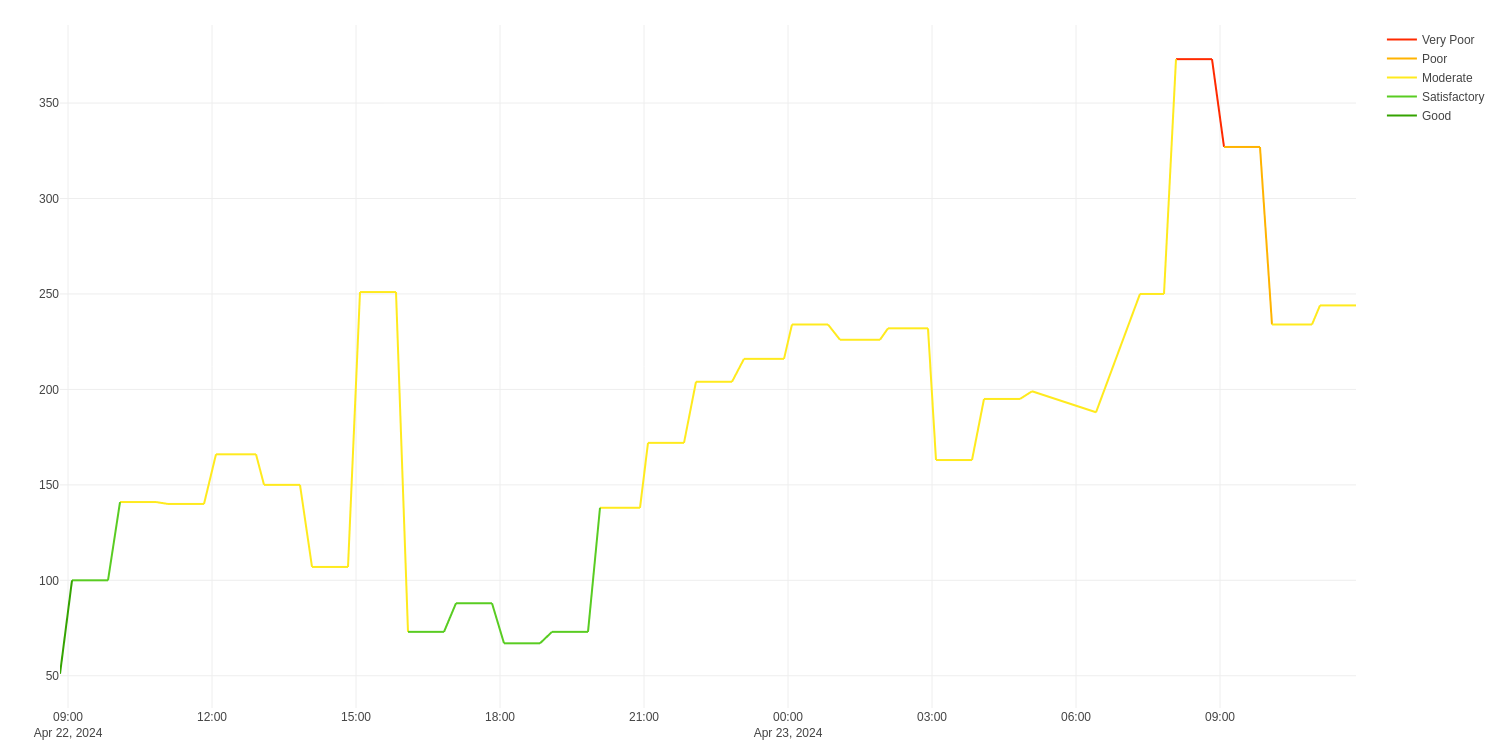 Very Poor
Poor
Moderate
Satisfactory
Good
350
300
250
200
150
100
50
09:00
12:00
15:00
18:00
21:00
00:00
03:00
06:00
09:00
Apr 22, 2024
Apr 23, 2024